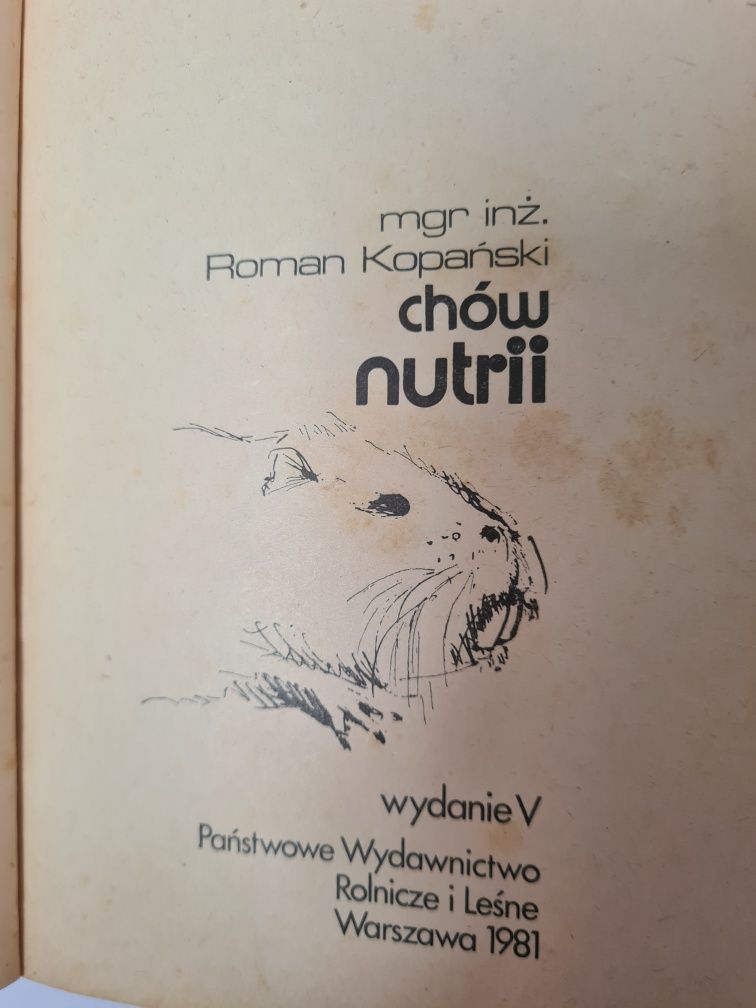 mgr inż.
Roman Kopański
chów
nutrii
wydanie V
Państwowe Wydawnictwo
Rolnicze i Leśne
Warszawa 1981